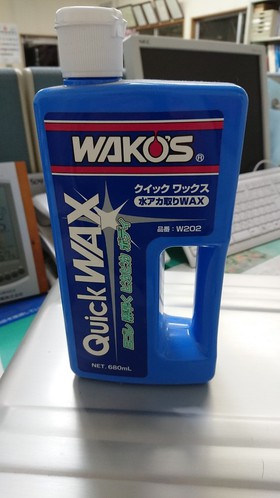 WAKO'S®
クイック ワックス
水アカ取りWAX
品番：W202
Quick WAX
NET. 680mL
NEC